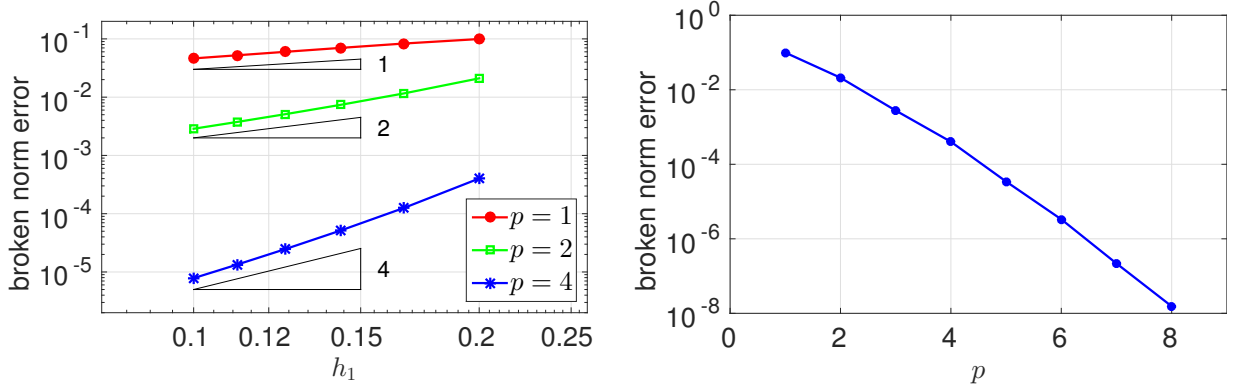 broken norm error
10^-1
10^-2
10^-3
10^-4
10^-5
1
2
4
p = 1
p = 2
p = 4
0.1 0.12 0.15 0.2 0.25
h_1
broken norm error
10^0
10^-2
10^-4
10^-6
10^-8
0 2 4 6 8
p